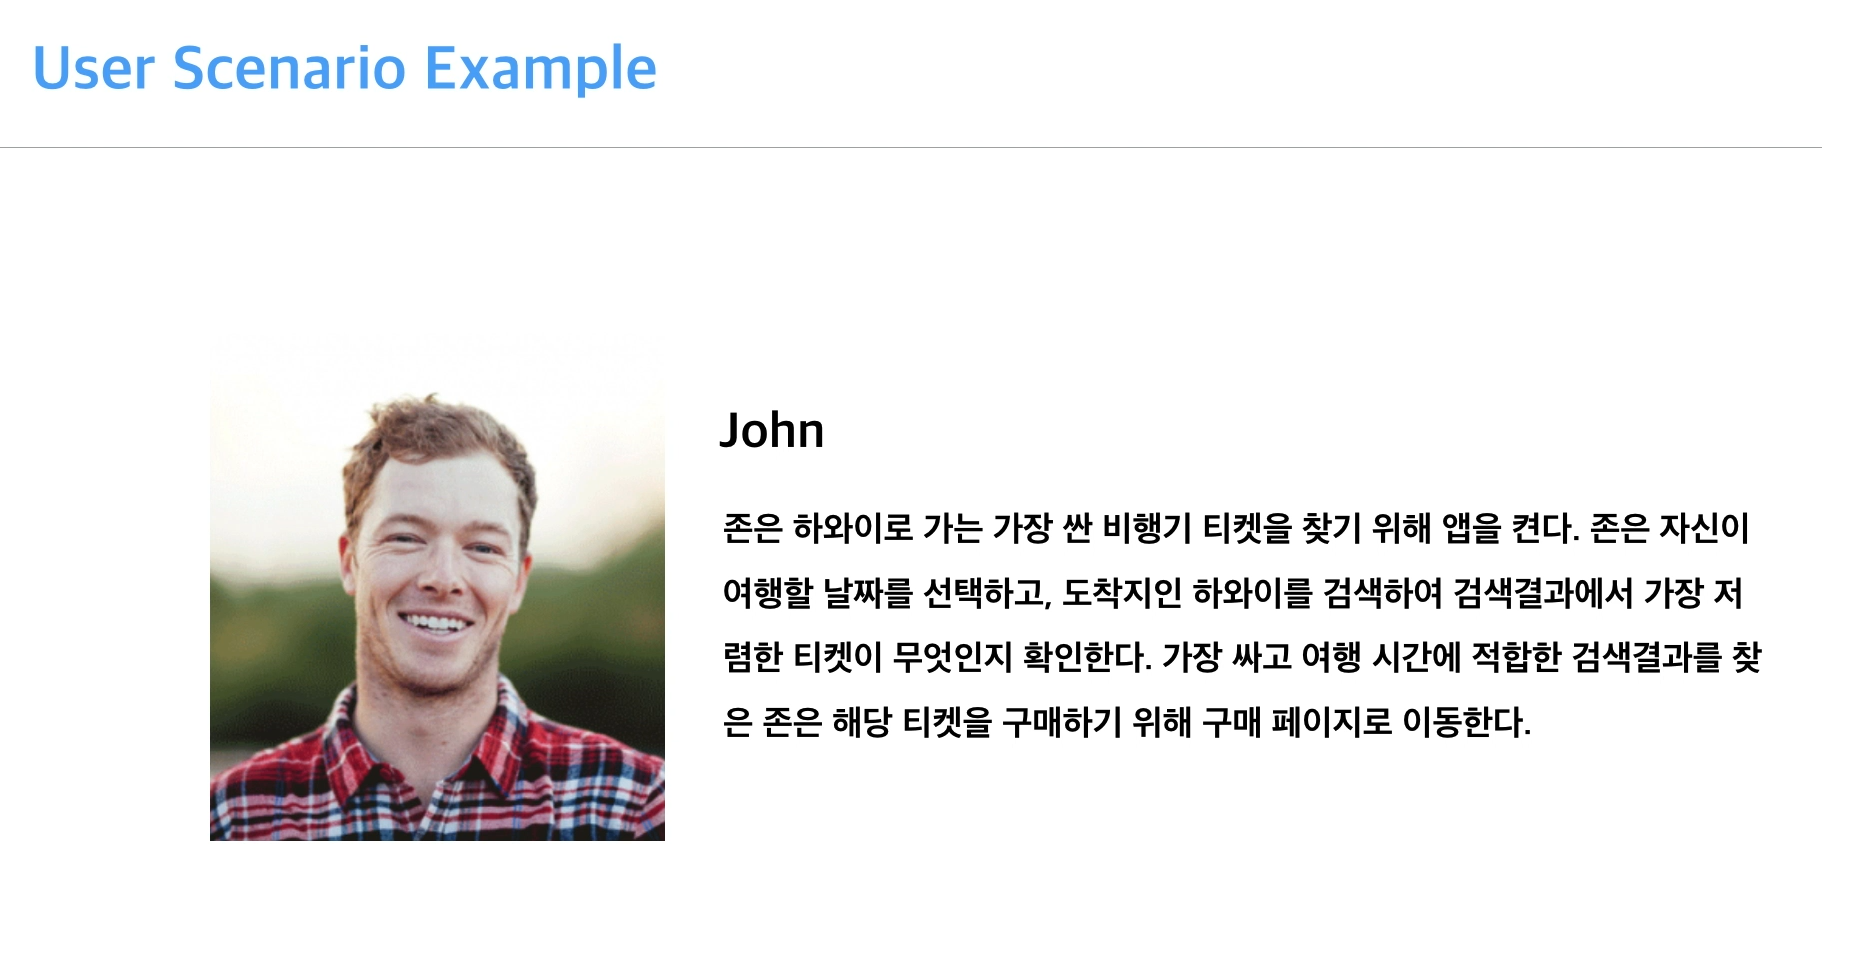 User Scenario Example
John
존은 하와이로 가는 가장 싼 비행기 티켓을 찾기 위해 앱을 켠다. 존은 자신이
여행할 날짜를 선택하고, 도착지인 하와이를 검색하여 검색결과에서 가장 저
렴한 티켓이 무엇인지 확인한다. 가장 싸고 여행 시간에 적합한 검색결과를 찾
은 존은 해당 티켓을 구매하기 위해 구매 페이지로 이동한다.